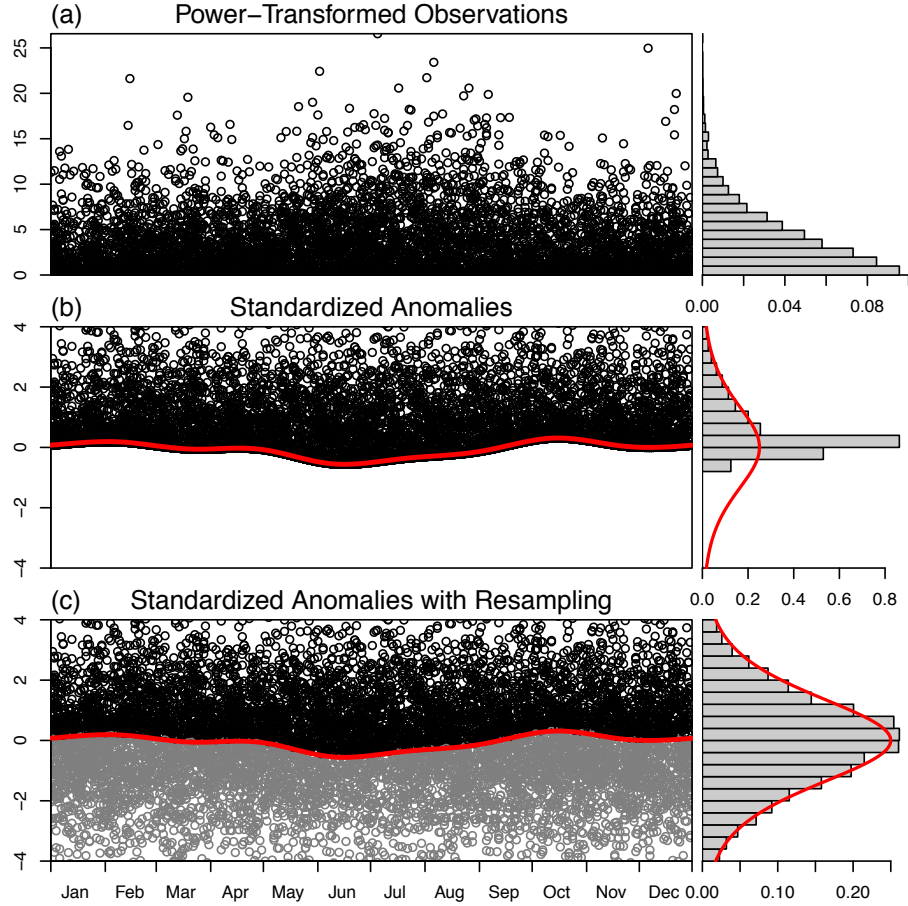 (a) Power-Transformed Observations
25
20
15
10
5
0
0.00 0.04 0.08
(b) Standardized Anomalies
4
2
0
-2
-4
0.0 0.2 0.4 0.6 0.8
(c) Standardized Anomalies with Resampling
4
2
0
-2
-4
Jan Feb Mar Apr May Jun Jul Aug Sep Oct Nov Dec
0.00 0.10 0.20